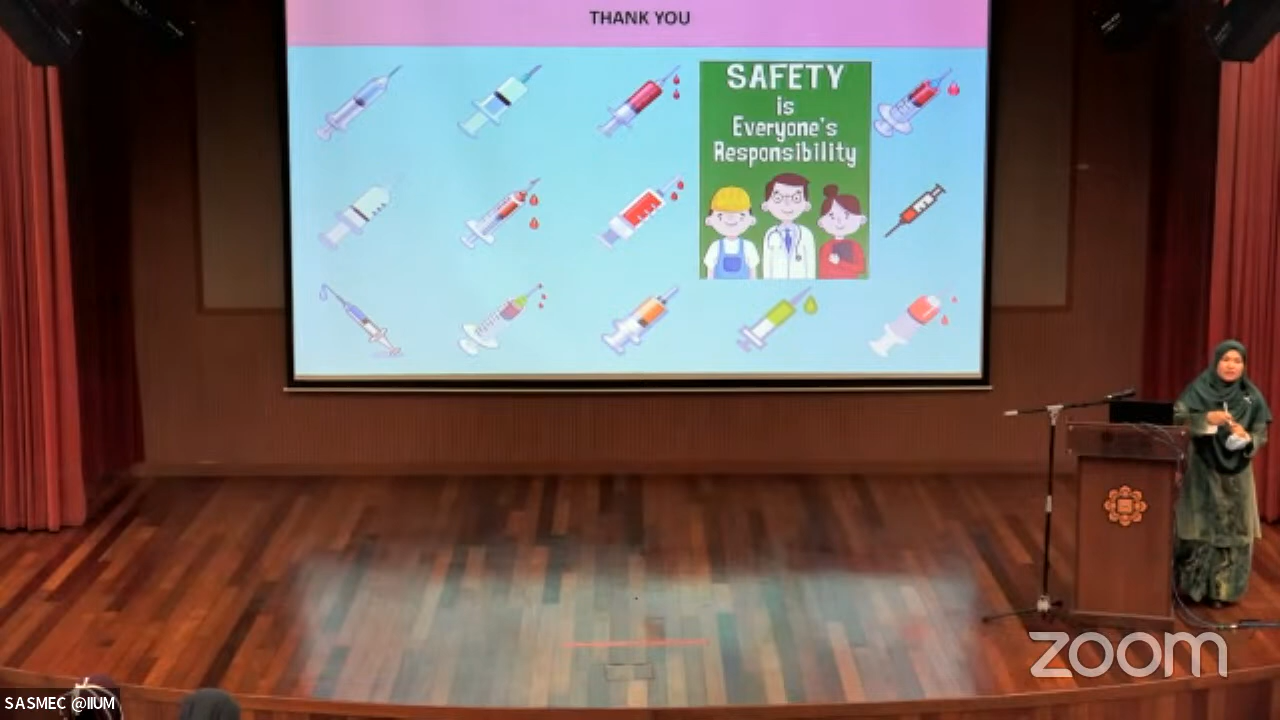 THANK YOU
SAFETY
is
Everyone's
Responsibility
zoom
SASMEC @IIUM